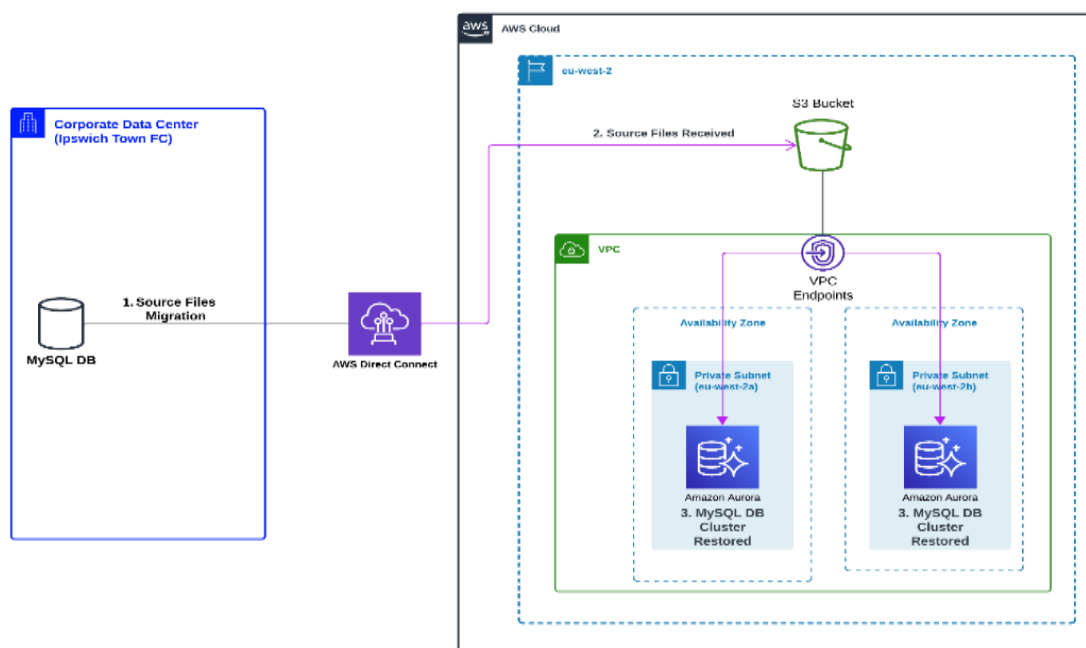 aws
AWS Cloud
eu-west-2
S3 Bucket
Corporate Data Center
(Ipswich Town FC)
2. Source Files Received
VPC
VPC
Endpoints
1. Source Files
Migration
MySQL DB
AWS Direct Connect
Availability Zone
Private Subnet
(eu-west-2a)
Amazon Aurora
3. MySQL DB
Cluster
Restored
Availability Zone
Private Subnet
(eu-west-2b)
Amazon Aurora
3. MySQL DB
Cluster
Restored